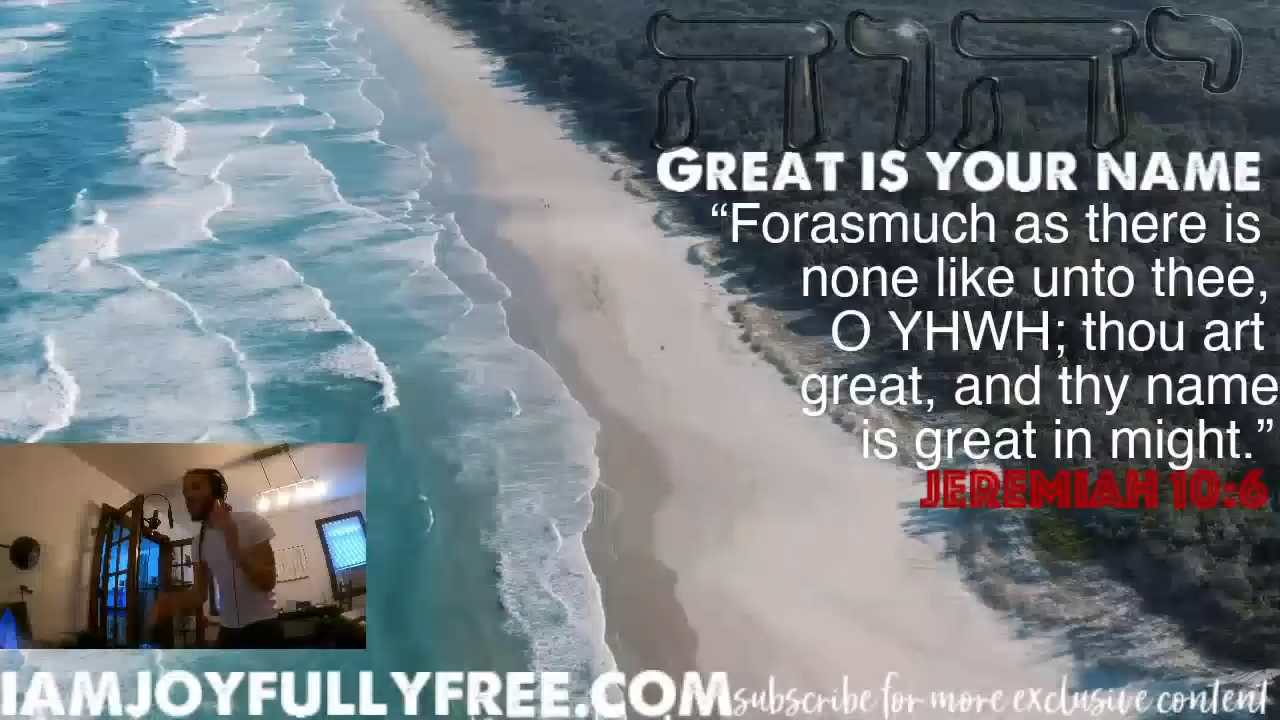 יהוה
GREAT IS YOUR NAME
“Forasmuch as there is
none like unto thee,
O YHWH; thou art
great, and thy name
is great in might.”
JEREMIAH 10:6
IAMJOYFULLYFREE.COM subscribe for more exclusive content